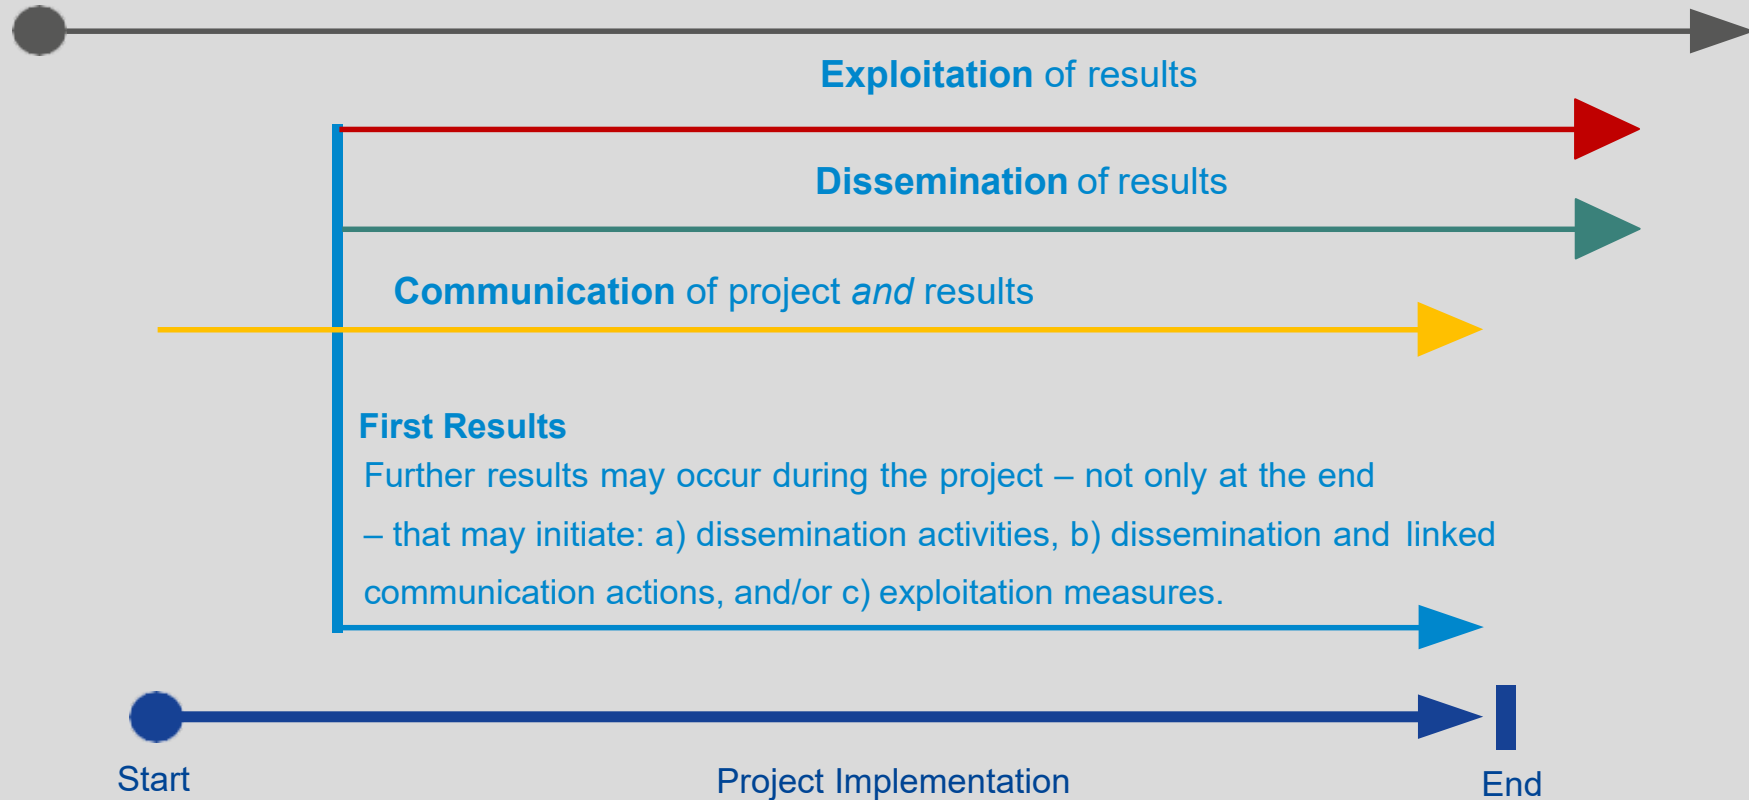 Exploitation of results
Dissemination of results
Communication of project and results
First Results
Further results may occur during the project – not only at the end
– that may initiate: a) dissemination activities, b) dissemination and linked
communication actions, and/or c) exploitation measures.
Start
Project Implementation
End